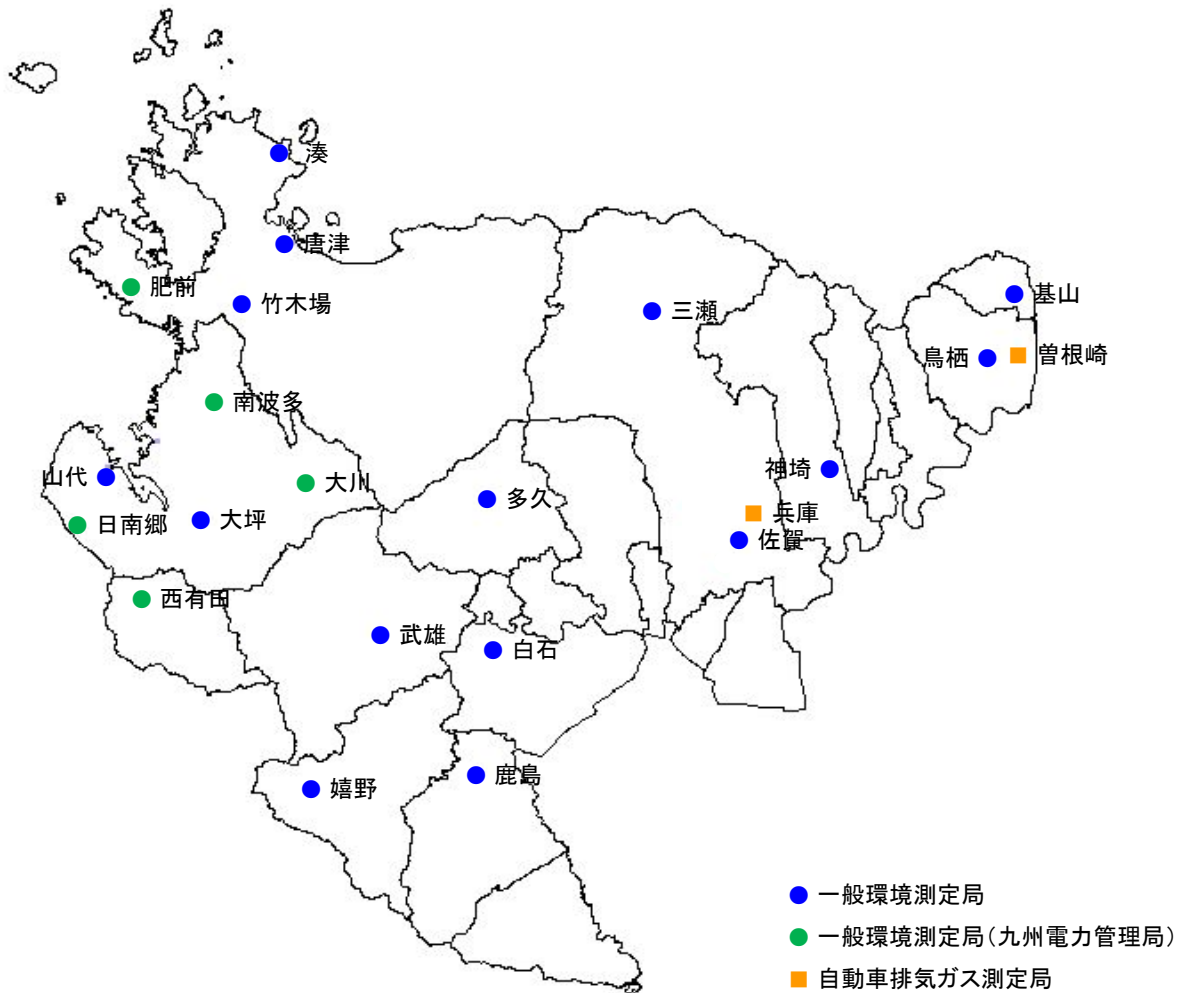 湊
唐津
肥前
竹木場
三瀬
基山
鳥栖
曽根崎
南波多
神埼
山代
大川
多久
兵庫
日南郷
大坪
佐賀
西有田
武雄
白石
鹿島
嬉野
一般環境測定局
一般環境測定局(九州電力管理局)
自動車排気ガス測定局